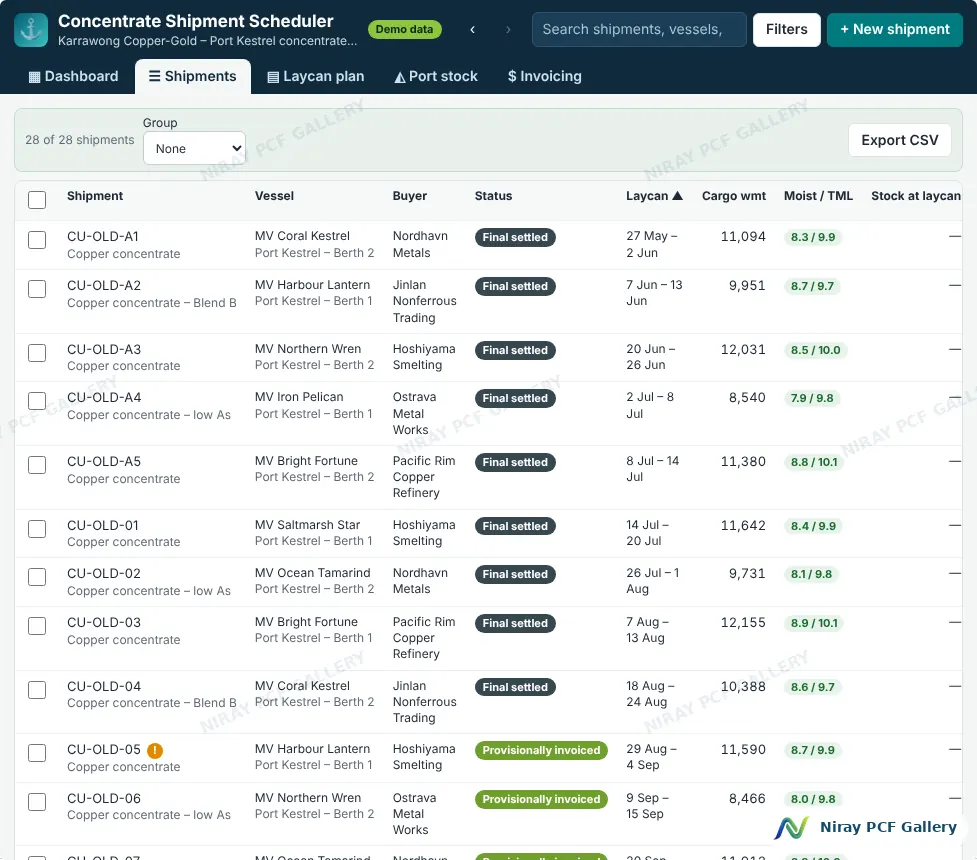 Concentrate Shipment Scheduler
Karrawong Copper-Gold – Port Kestrel concentrate...
Demo data
Search shipments, vessels,
Filters
+ New shipment
Dashboard
Shipments
Laycan plan
Port stock
$ Invoicing
28 of 28 shipments
Group
None
Export CSV
Shipment Vessel Buyer Status Laycan ▲ Cargo wmt Moist / TML Stock at laycan
CU-OLD-A1 MV Coral Kestrel Nordhavn Final settled 27 May – 11,094 8.3 / 9.9 —
Copper concentrate Port Kestrel – Berth 2 Metals 2 Jun
CU-OLD-A2 MV Harbour Lantern Jinlan Final settled 7 Jun – 13 9,951 8.7 / 9.7 —
Copper concentrate – Blend B Port Kestrel – Berth 1 Nonferrous Jun
Trading
CU-OLD-A3 MV Northern Wren Hoshiyama Final settled 20 Jun – 12,031 8.5 / 10.0 —
Copper concentrate Port Kestrel – Berth 2 Smelting 26 Jun
CU-OLD-A4 MV Iron Pelican Ostrava Final settled 2 Jul – 8 8,540 7.9 / 9.8 —
Copper concentrate – low As Port Kestrel – Berth 1 Metal Jul
Works
CU-OLD-A5 MV Bright Fortune Pacific Rim Final settled 8 Jul – 14 11,380 8.8 / 10.1 —
Copper concentrate Port Kestrel – Berth 2 Copper Jul
Refinery
CU-OLD-01 MV Saltmarsh Star Hoshiyama Final settled 14 Jul – 11,642 8.4 / 9.9 —
Copper concentrate Port Kestrel – Berth 1 Smelting 20 Jul
CU-OLD-02 MV Ocean Tamarind Nordhavn Final settled 26 Jul – 1 9,731 8.1 / 9.8 —
Copper concentrate – low As Port Kestrel – Berth 2 Metals Aug
CU-OLD-03 MV Bright Fortune Pacific Rim Final settled 7 Aug – 12,155 8.9 / 10.1 —
Copper concentrate Port Kestrel – Berth 1 Copper 13 Aug
Refinery
CU-OLD-04 MV Coral Kestrel Jinlan Final settled 18 Aug – 10,388 8.6 / 9.7 —
Copper concentrate – Blend B Port Kestrel – Berth 2 Nonferrous 24 Aug
Trading
CU-OLD-05 ! MV Harbour Lantern Hoshiyama Provisionally invoiced 29 Aug – 11,590 8.7 / 9.9 —
Copper concentrate Port Kestrel – Berth 1 Smelting 4 Sep
CU-OLD-06 MV Northern Wren Ostrava Provisionally invoiced 9 Sep – 8,466 8.0 / 9.8 —
Copper concentrate – low As Port Kestrel – Berth 2 Metal 15 Sep
Works
Niray PCF Gallery
NIRAY PCF GALLERY
NIRAY PCF GALLERY
NIRAY PCF GALLERY
NIRAY PCF GALLERY
NIRAY PCF GALLERY